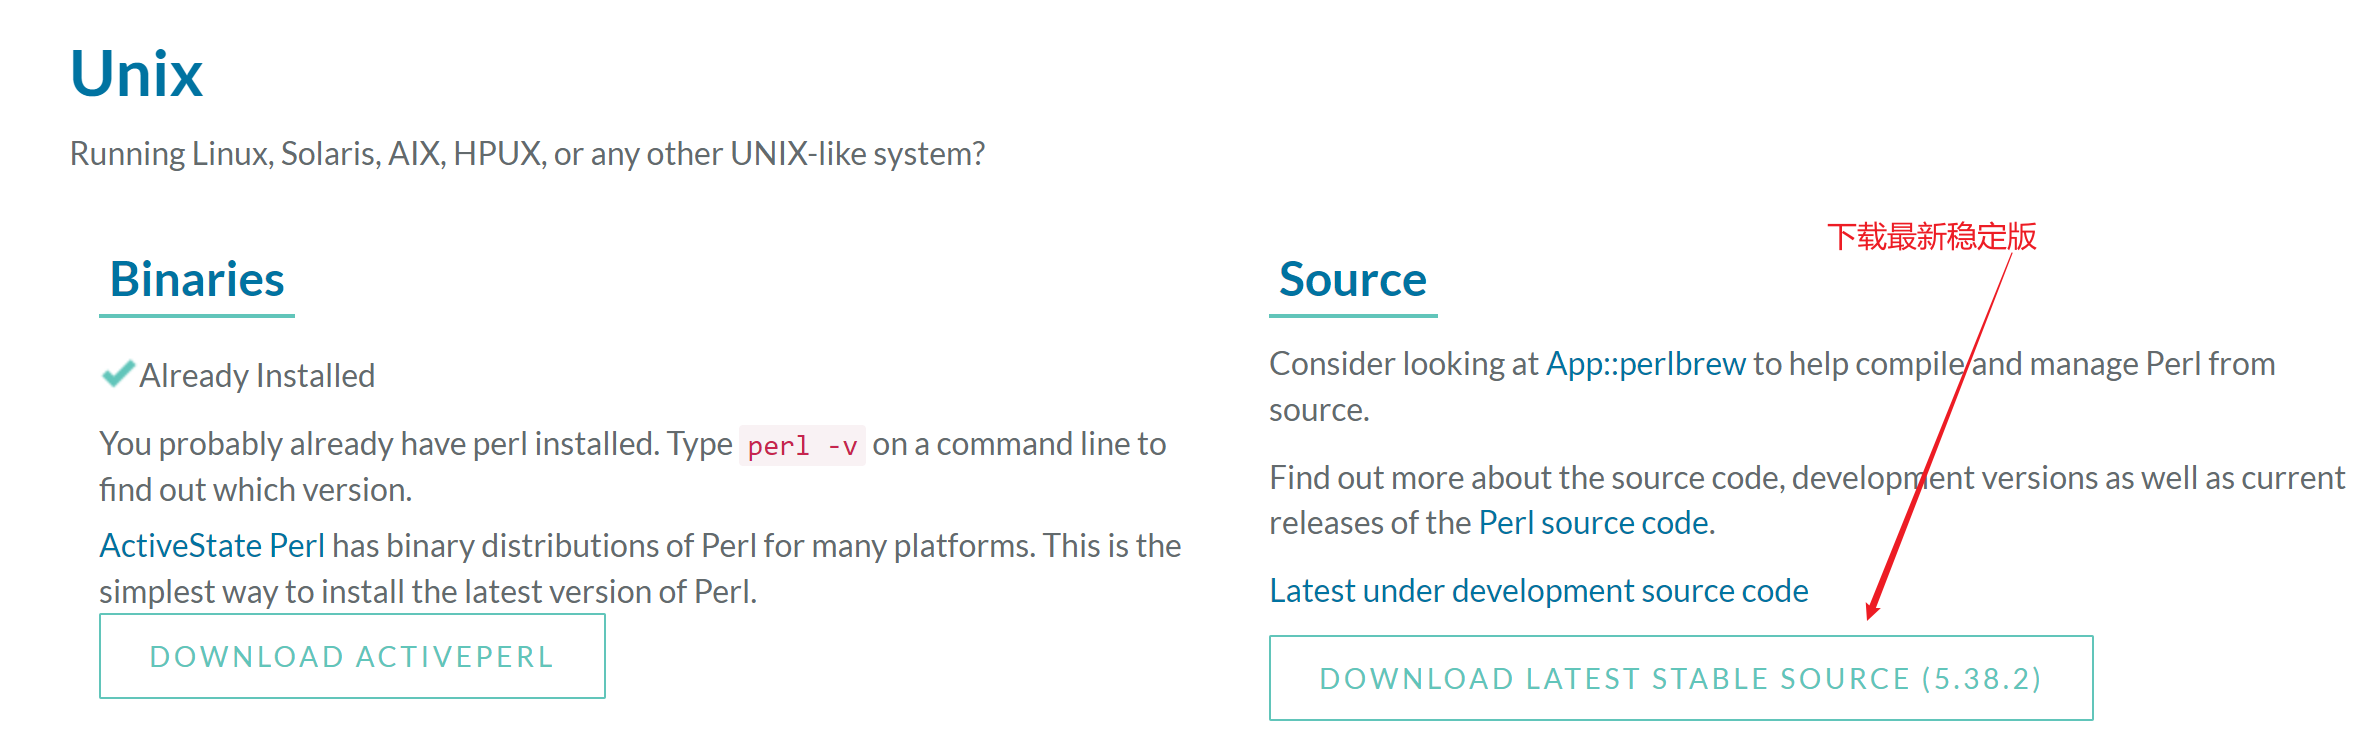 Unix
Running Linux, Solaris, AIX, HPUX, or any other UNIX-like system?
Binaries
Already Installed
You probably already have perl installed. Type perl -v on a command line to
find out which version.
ActiveState Perl has binary distributions of Perl for many platforms. This is the
simplest way to install the latest version of Perl.
DOWNLOAD ACTIVEPERL
下载最新稳定版
Source
Consider looking at App::perlbrew to help compile and manage Perl from
source.
Find out more about the source code, development versions as well as current
releases of the Perl source code.
Latest under development source code
DOWNLOAD LATEST STABLE SOURCE (5.38.2)